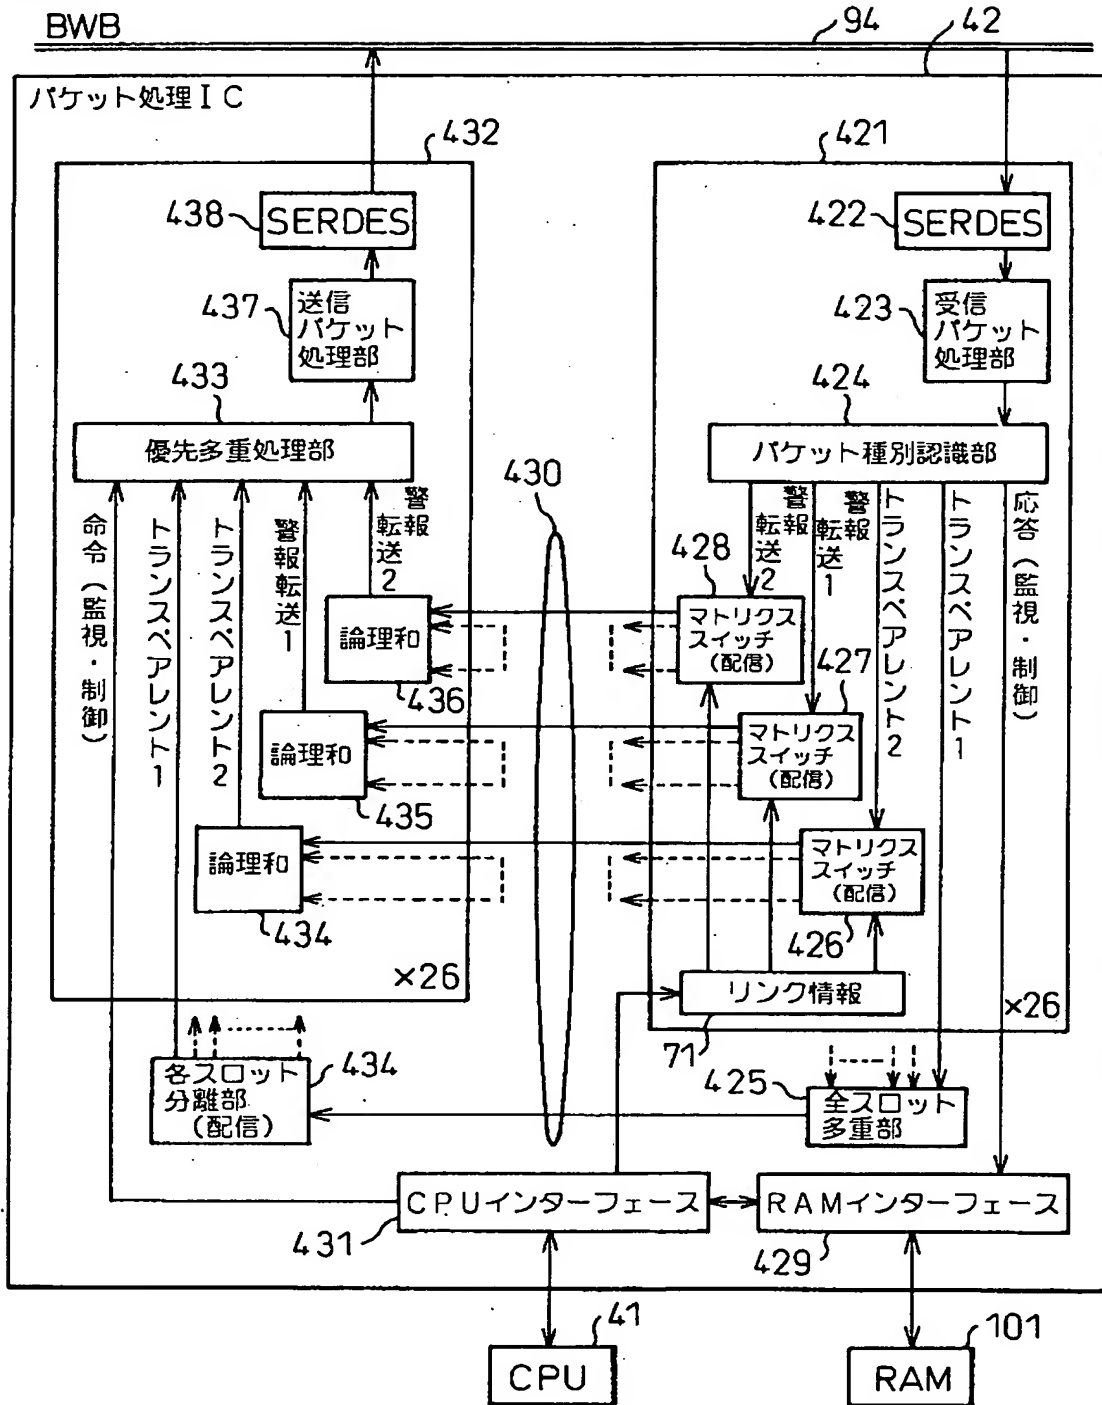 BWB
94
42
パケット処理IC
432
421
438
SERDES
422
SERDES
437
送信
パケット
処理部
423
受信
パケット
処理部
433
優先多重処理部
424
パケット種別認識部
430
命令(監視・制御)
トランスペアレント1
トランスペアレント2
警報転送1
警報
転送2
警報
転送2
警報
転送1
トランスペアレント2
トランスペアレント1
応答(監視・制御)
428
論理和
436
マトリクス
スイッチ
(配信)
427
論理和
435
マトリクス
スイッチ
(配信)
論理和
434
マトリクス
スイッチ
(配信)
426
×26
リンク情報
×26
71
各スロット
分離部
(配信)
434
425
全スロット
多重部
CPUインターフェース
431
RAMインターフェース
429
41
CPU
101
RAM